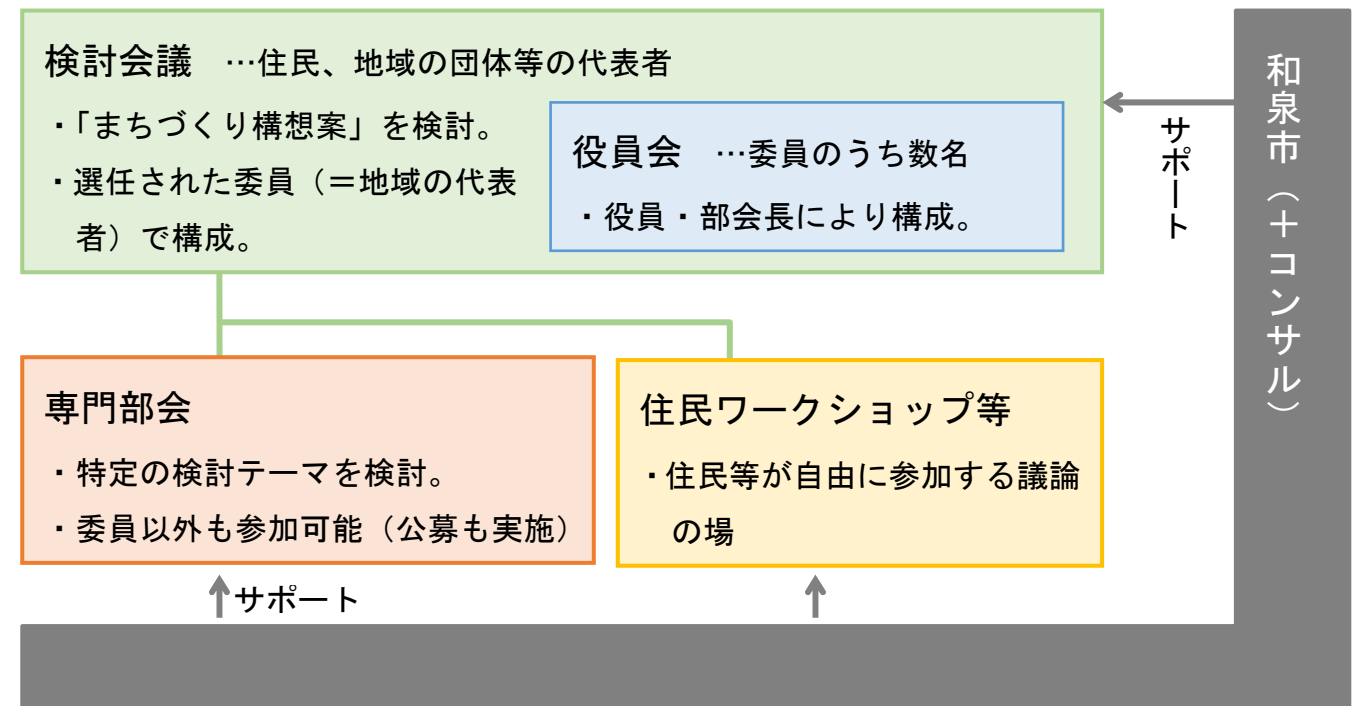 検討会議　…住民、地域の団体等の代表者
・「まちづくり構想案」を検討。
・選任された委員（＝地域の代表
者）で構成。
役員会　…委員のうち数名
・役員・部会長により構成。
サポート
和泉市（＋コンサル）
専門部会
・特定の検討テーマを検討。
・委員以外も参加可能（公募も実施）
住民ワークショップ等
・住民等が自由に参加する議論
の場
サポート